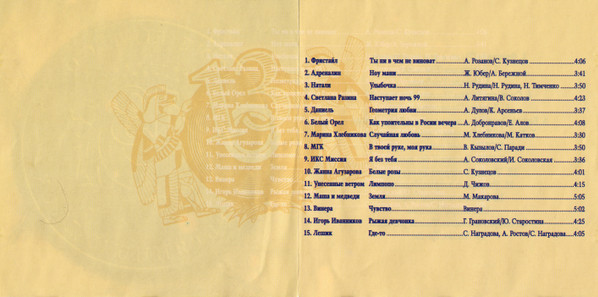 1. Фристайл Ты ни в чем не виноват А. Розанов/С. Кузнецов 4:06
2. Адреналин Ноу мани Ж. Юбер/А. Бережной 3:41
3. Натали Улыбочка Н. Рудина/Н. Рудина, Н. Тимченко 3:50
4. Светлана Разина Наступает ночь 99 А. Литягина/В. Соколов 4:23
5. Даниель Геометрия любви А. Духов/К. Арсеньев 3:37
6. Белый Орел Как упоительны в Росии вечера А. Добронравов/Е. Алов 4:08
7. Марина Хлебникова Случайная любовь М. Хлебникова/М. Катков 3:30
8. МГК В твоей руке, моя рука В. Кызылов/С. Паради 3:50
9. ИКС Миссия Я без тебя А. Соколовский/И. Соколовская 3:36
10. Жанна Агузарова Белые розы С. Кузнецов 4:01
11. Унесенные ветром Лимпопо Д. Чижов 4:15
12. Маша и медведи Земля М. Макарова 5:05
13. Винера Чувство Винера 5:02
14. Игорь Иванников Рыжая девчонка Г. Грановский/Ю. Старостина 4:25
15. Лешик Где-то С. Наградова, А. Ростов/С. Наградова 4:05